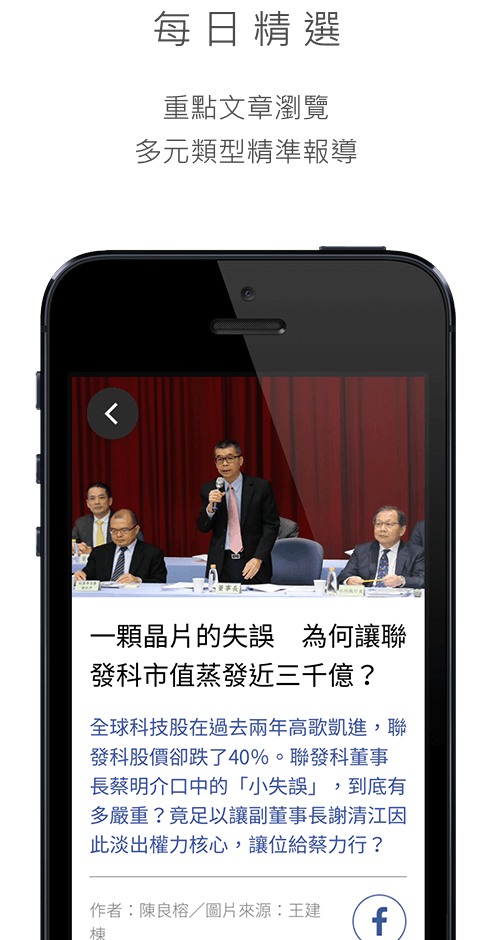 每日精選
重點文章瀏覽
多元類型精準報導
董事長
一顆晶片的失誤　為何讓聯
發科市值蒸發近三千億？
全球科技股在過去兩年高歌凱進，聯
發科股價卻跌了40%。聯發科董事
長蔡明介口中的「小失誤」，到底有
多嚴重？竟足以讓副董事長謝清江因
此淡出權力核心，讓位給蔡力行？
作者：陳良榕／圖片來源：王建
棟
f